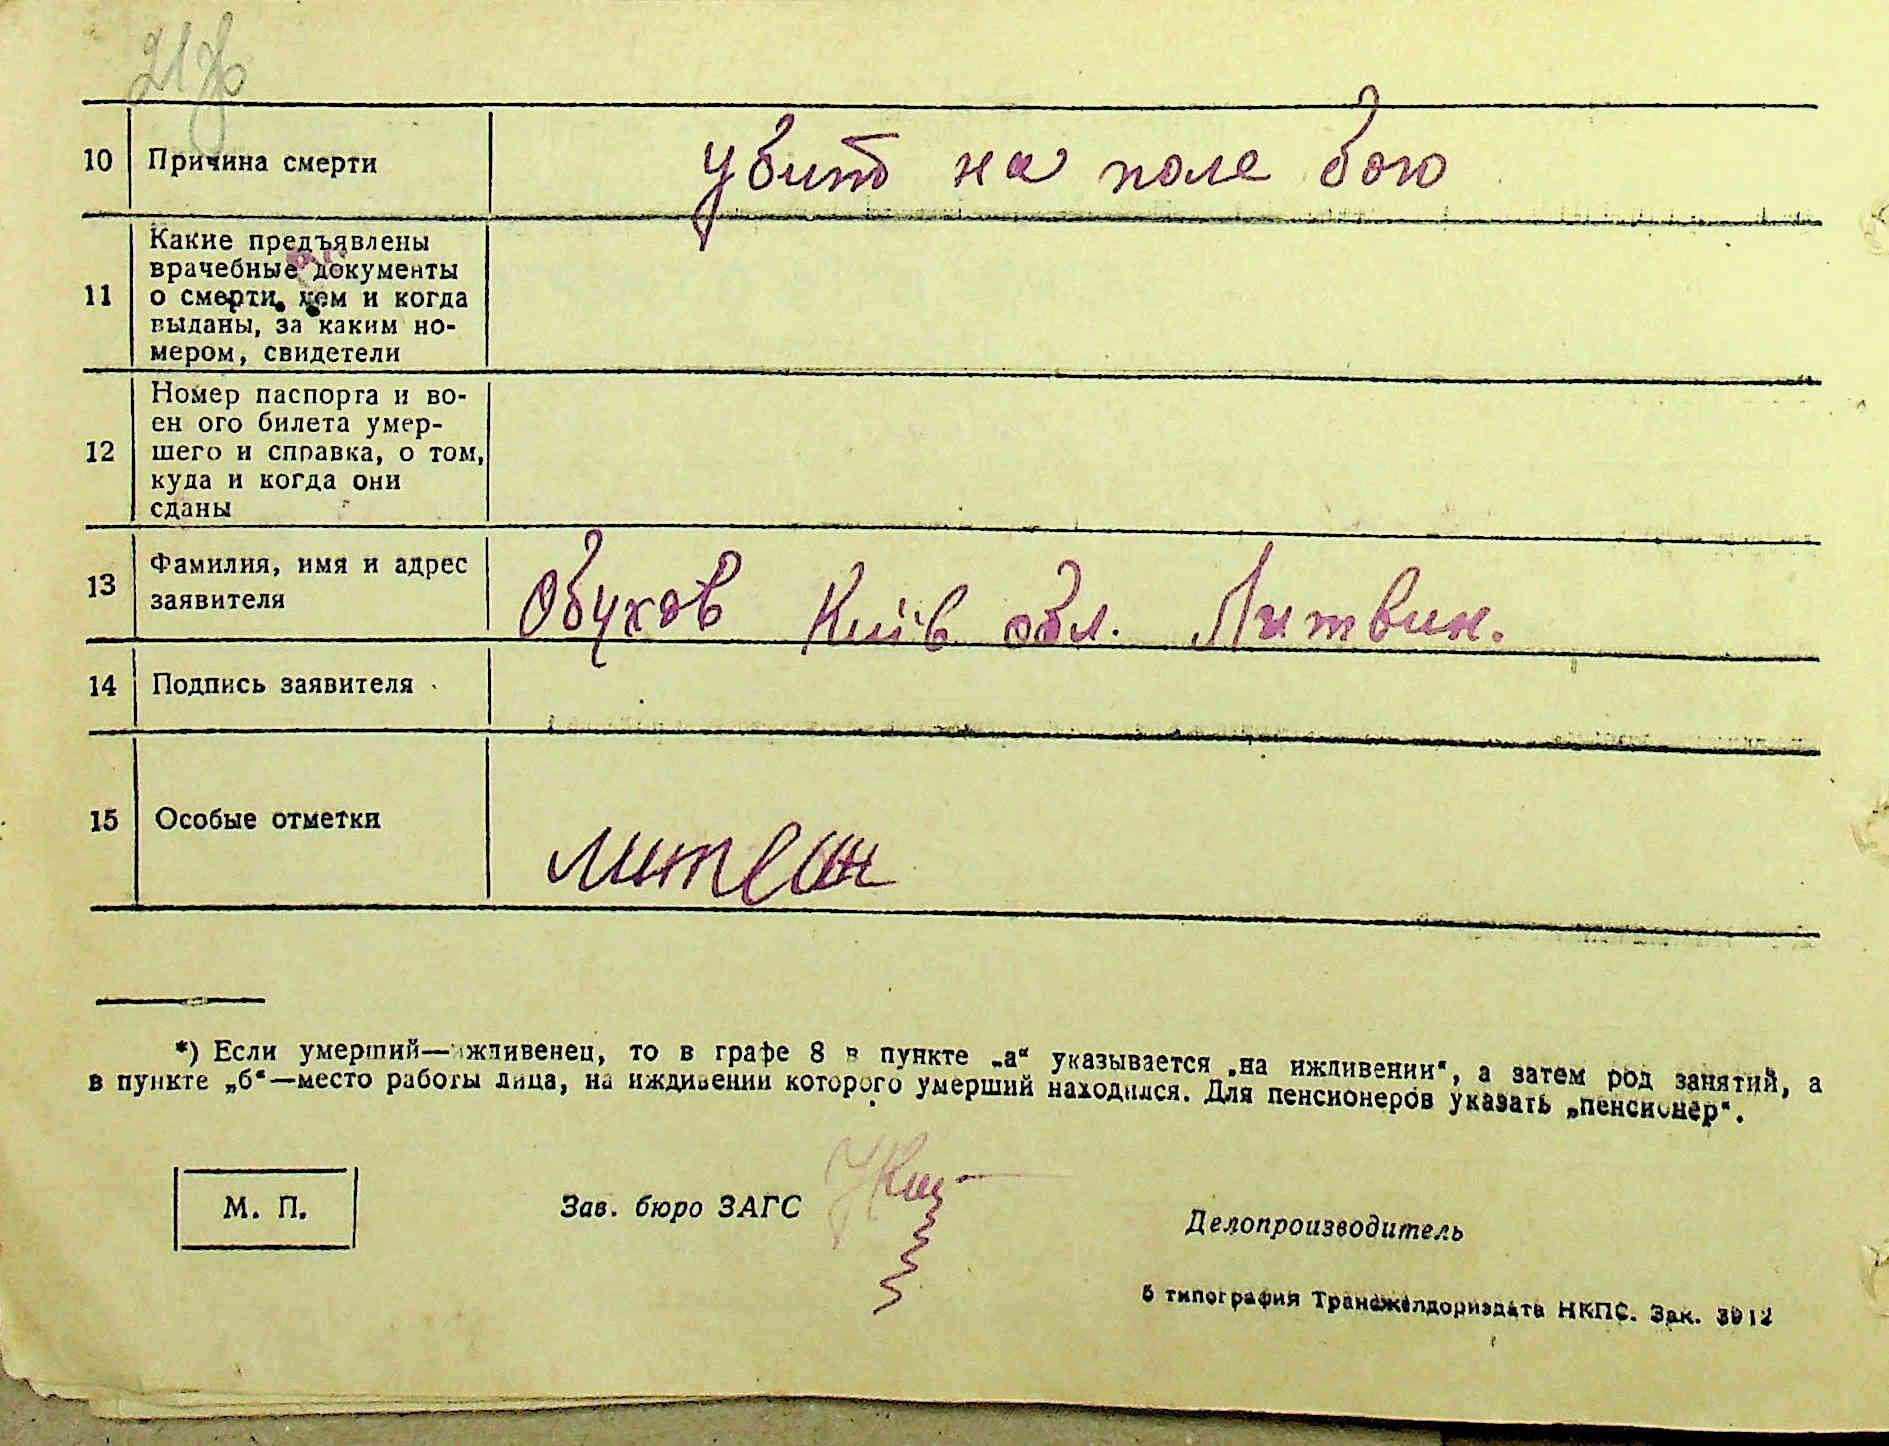 10 Причина смерти убит на поле бою
11 Какие предъявлены
врачебные документы
о смерти, кем и когда
выданы, за каким но-
мером, свидетели
12 Номер паспорта и во-
ен ого билета умер-
шего и справка, о том,
куда и когда они
сданы
13 Фамилия, имя и адрес
заявителя Обухов Київ обл. Литвин.
14 Подпись заявителя
15 Особые отметки
*) Если умерший—иждивенец, то в графе 8 в пункте „а“ указывается „на иждивении“, а затем род занятий, а
в пункте „б“—место работы лица, на иждивении которого умерший находился. Для пенсионеров указать „пенсионер“.
М. П.
Зав. бюро ЗАГС
Делопроизводитель
5 типография Трансжелдориздата НКПС. Зак. 3912